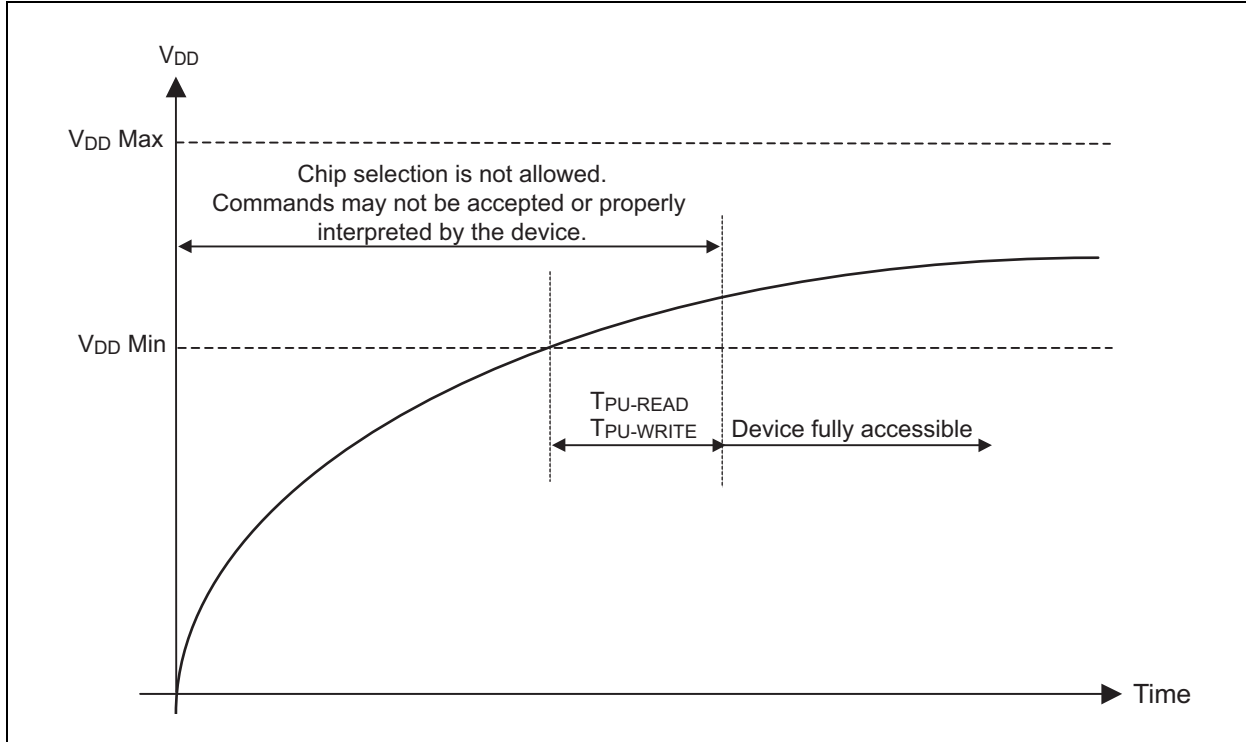 VDD
VDD Max
Chip selection is not allowed.
Commands may not be accepted or properly
interpreted by the device.
VDD Min
TPU-READ
TPU-WRITE
Device fully accessible
Time